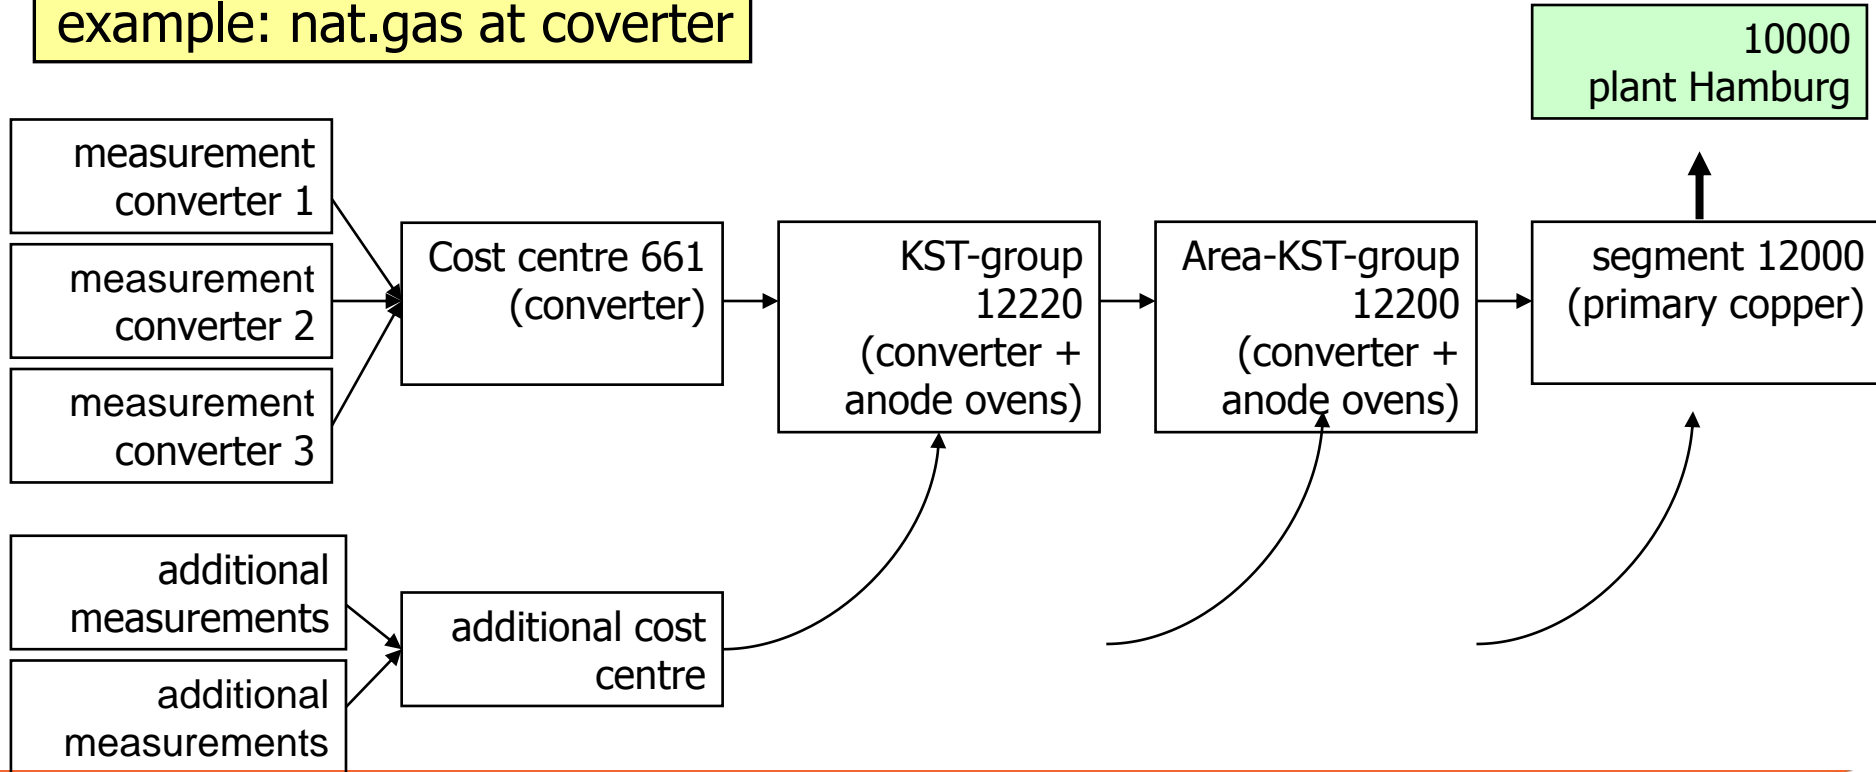 example: nat.gas at coverter
10000
plant Hamburg
measurement
converter 1
measurement
converter 2
measurement
converter 3
Cost centre 661
(converter)
KST-group
12220
(converter +
anode ovens)
Area-KST-group
12200
(converter +
anode ovens)
segment 12000
(primary copper)
additional
measurements
additional
measurements
additional cost
centre